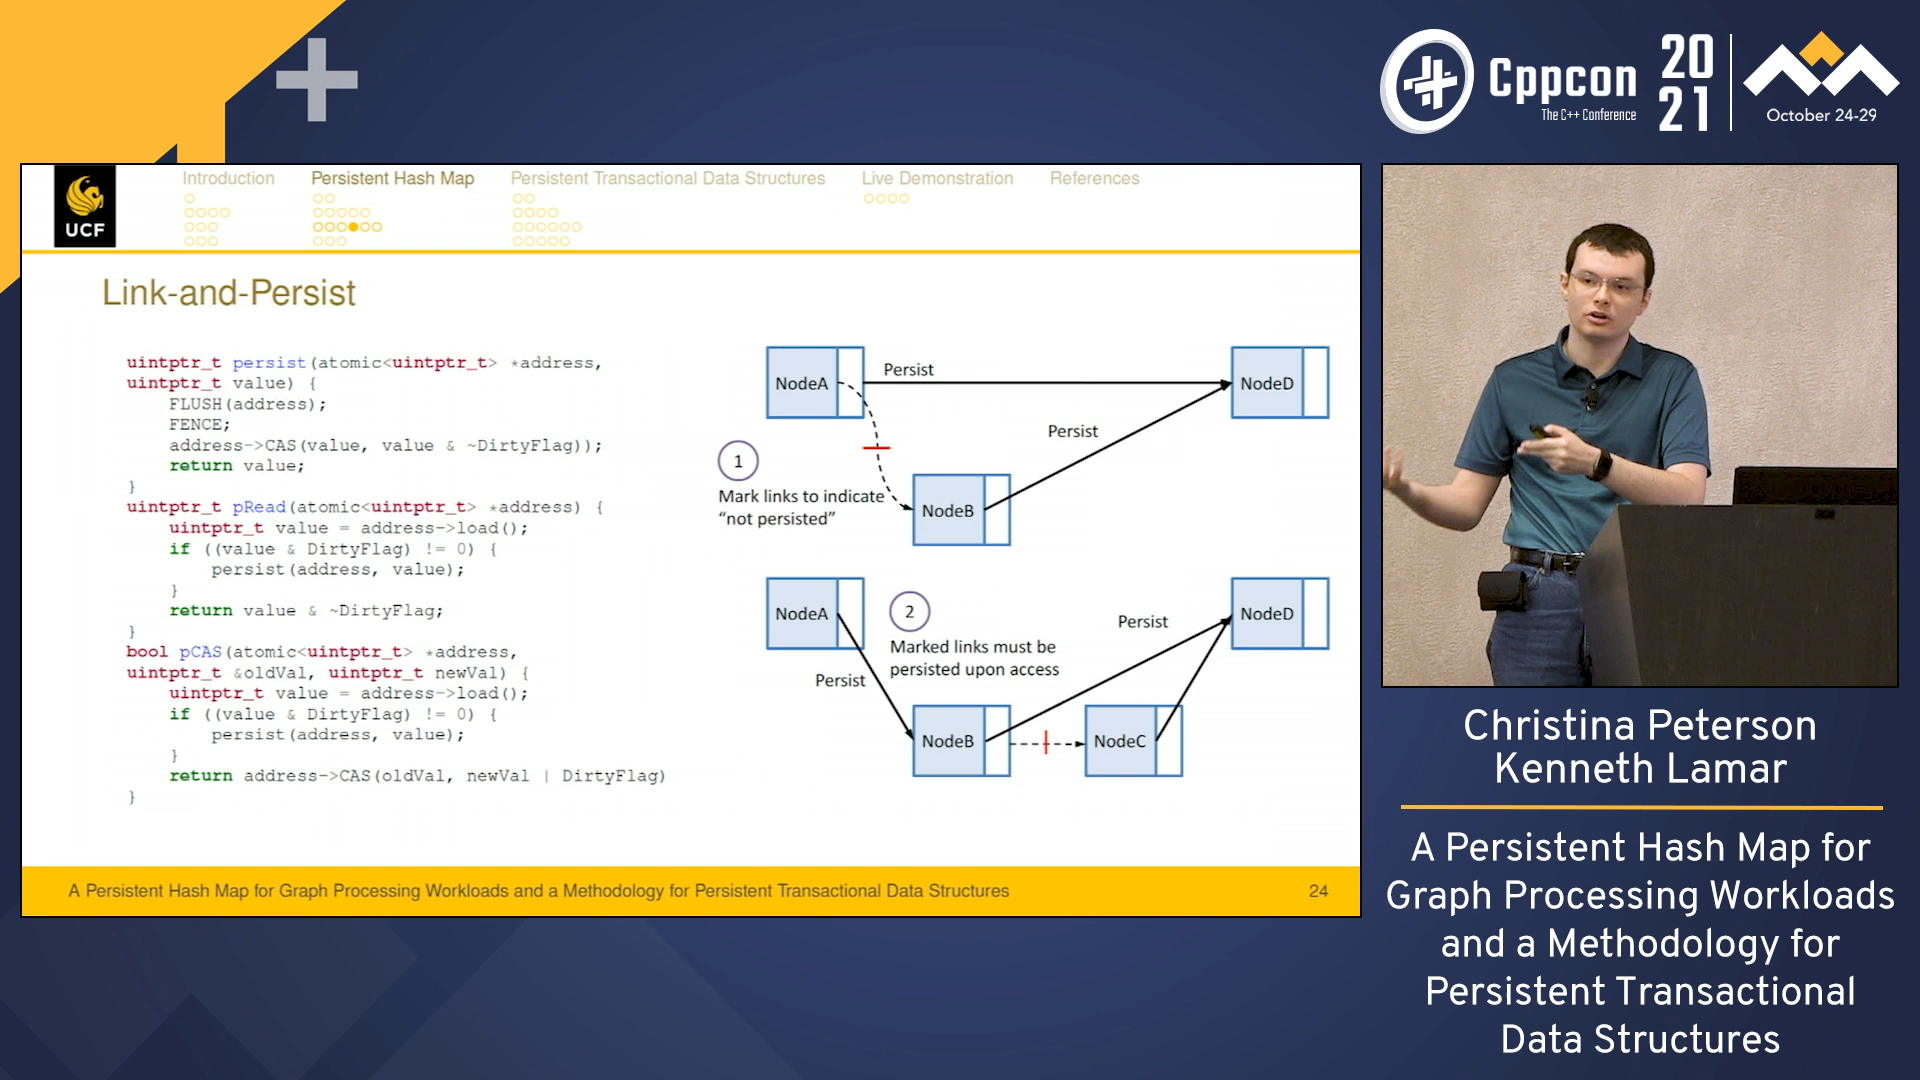 Cppcon
The C++ Conference
20
21
October 24-29
UCF
Introduction
Persistent Hash Map
Persistent Transactional Data Structures
Live Demonstration
References
Link-and-Persist
uintptr_t persist(atomic<uintptr_t> *address,
uintptr_t value) {
FLUSH(address);
FENCE;
address->CAS(value, value & ~DirtyFlag));
return value;
}
uintptr_t pRead(atomic<uintptr_t> *address) {
uintptr_t value = address->load();
if ((value & DirtyFlag) != 0) {
persist(address, value);
}
return value & ~DirtyFlag;
}
bool pCAS(atomic<uintptr_t> *address,
uintptr_t &oldVal, uintptr_t newVal) {
uintptr_t value = address->load();
if ((value & DirtyFlag) != 0) {
persist(address, value);
}
return address->CAS(oldVal, newVal | DirtyFlag)
}
NodeA
Persist
NodeD
Persist
1
Mark links to indicate
“not persisted”
NodeB
NodeA
2
Persist
NodeD
Marked links must be
persisted upon access
Persist
NodeB
NodeC
A Persistent Hash Map for Graph Processing Workloads and a Methodology for Persistent Transactional Data Structures
24
Christina Peterson
Kenneth Lamar
A Persistent Hash Map for
Graph Processing Workloads
and a Methodology for
Persistent Transactional
Data Structures